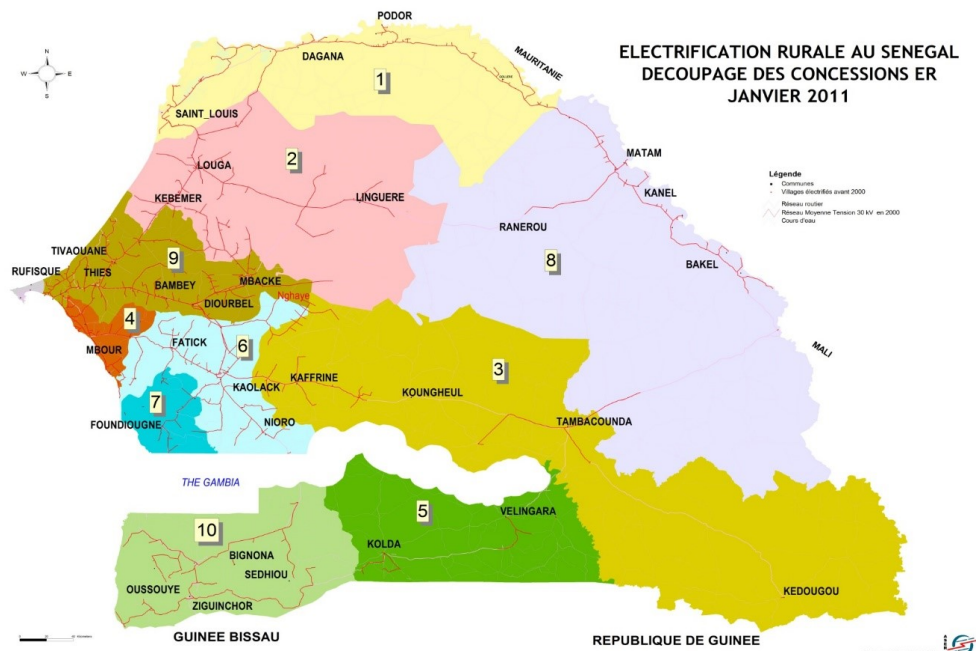 ELECTRIFICATION RURALE AU SENEGAL
DECOUPAGE DES CONCESSIONS ER
JANVIER 2011
N
W E
S
PODOR
DAGANA
MAURITANIE
1
SAINT_LOUIS
2
LOUGA
MATAM
Légende
Communes
Villages électrifiés avant 2000
Réseau routier
Réseau Moyenne Tension 30 kV en 2000
Cours d'eau
KEBEMER
LINGUERE
KANEL
RANEROU
TIVAOUANE
9
8
BAKEL
RUFISQUE
THIES
BAMBEY
MBACKE
DIOURBEL
Nghaye
4
MBOUR
FATICK
6
MALI
3
KAOLACK
KAFFRINE
KOUNGHEUL
7
FOUNDIOUGNE
NIORO
TAMBACOUNDA
THE GAMBIA
5
VELINGARA
10
KOLDA
BIGNONA
SEDHIOU
OUSSOUYE
ZIGUINCHOR
KEDOUGOU
GUINEE BISSAU
REPUBLIQUE DE GUINEE